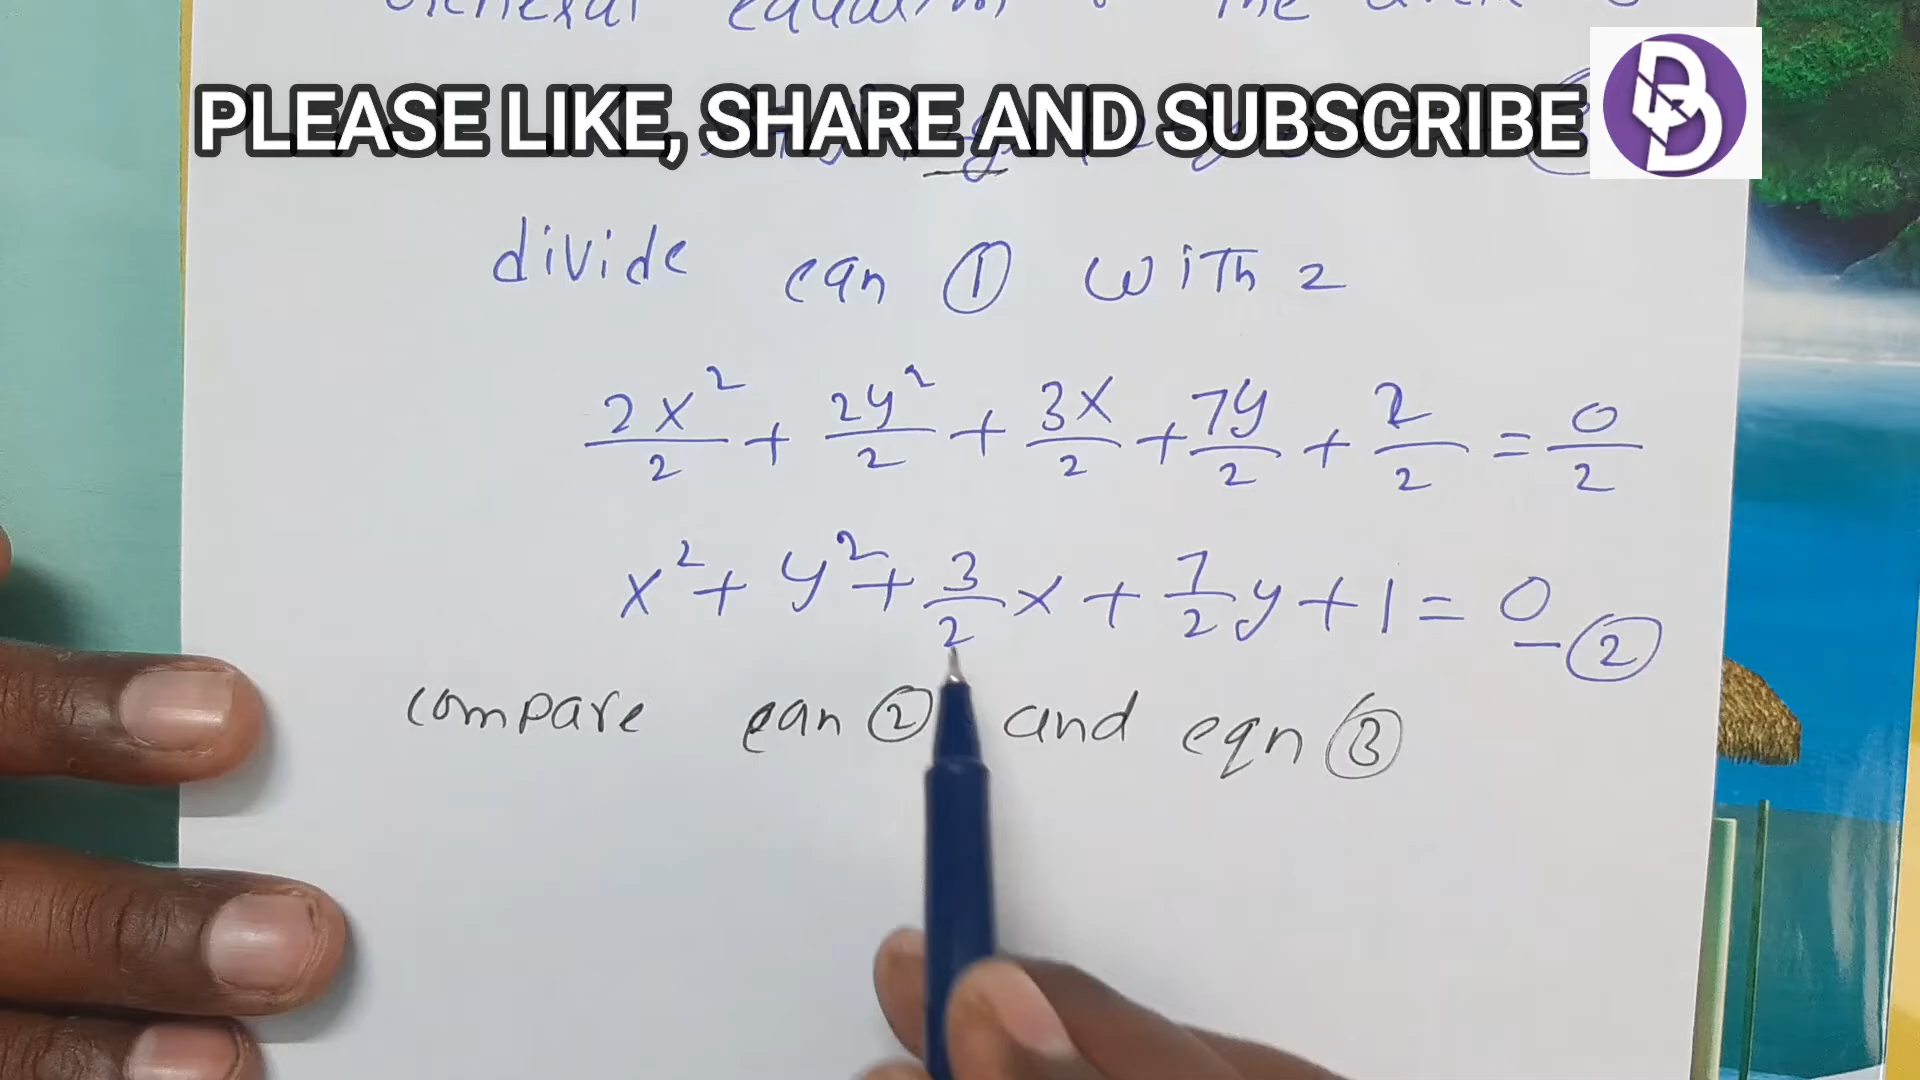 equation
PLEASE LIKE, SHARE AND SUBSCRIBE
divide eqn ① with 2
2x²/2 + 2y²/2 + 3x/2 + 7y/2 + 2/2 = 0/2
x² + y² + 3/2 x + 7/2 y + 1 = 0 — ②
compare eqn ② and eqn ③